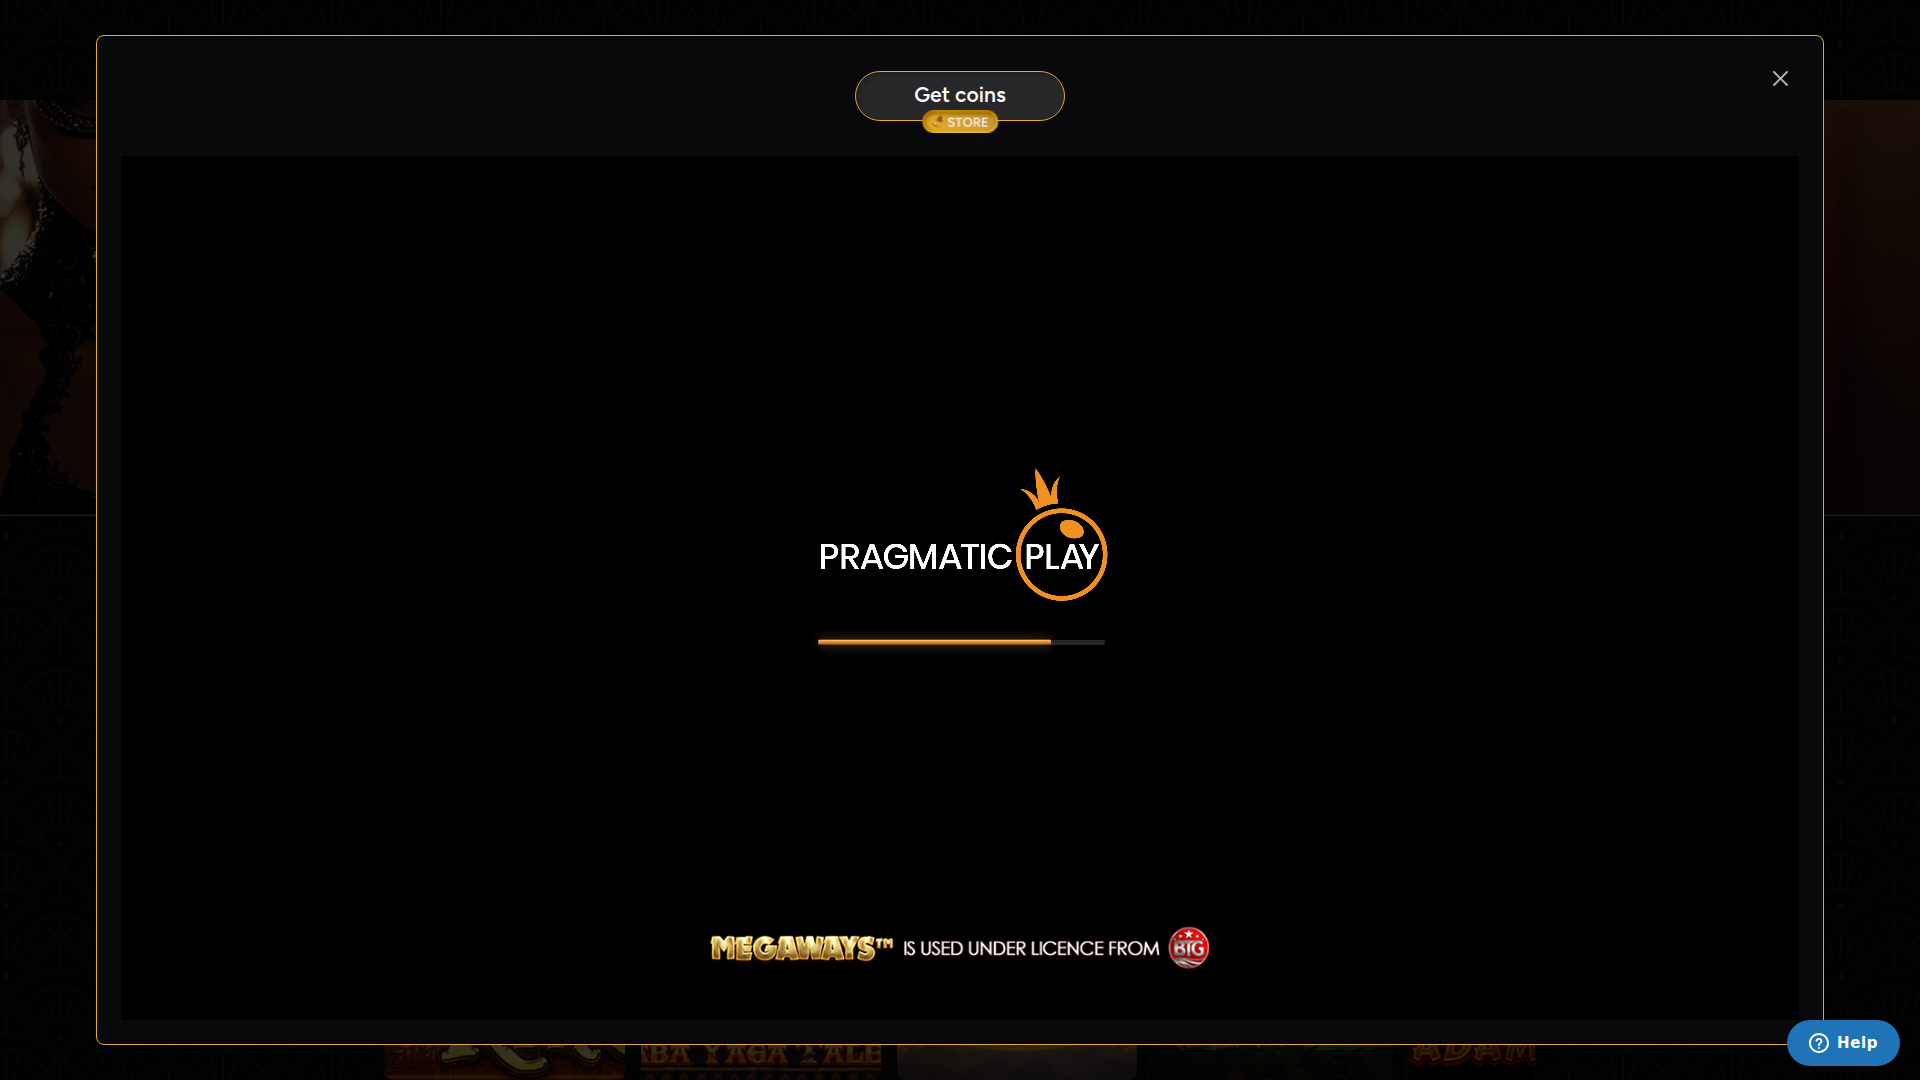 Get coins
STORE
PRAGMATIC PLAY
MEGAWAYS™ IS USED UNDER LICENCE FROM BIG
BA YAGA TALE
ADAM
Help